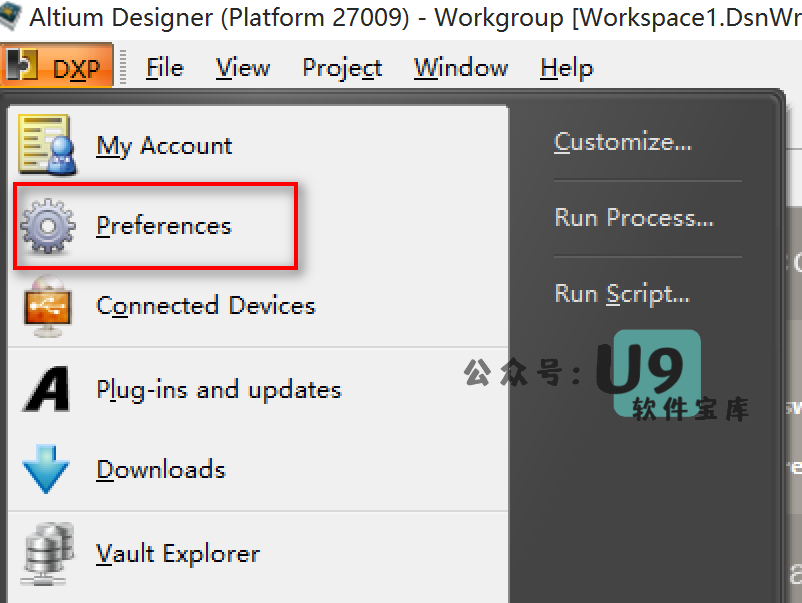 Altium Designer (Platform 27009) - Workgroup [Workspace1.DsnWr
DXP File View Project Window Help
My Account
Preferences
Connected Devices
Plug-ins and updates
Downloads
Vault Explorer
Customize...
Run Process...
Run Script...
公众号: U9
软件宝库